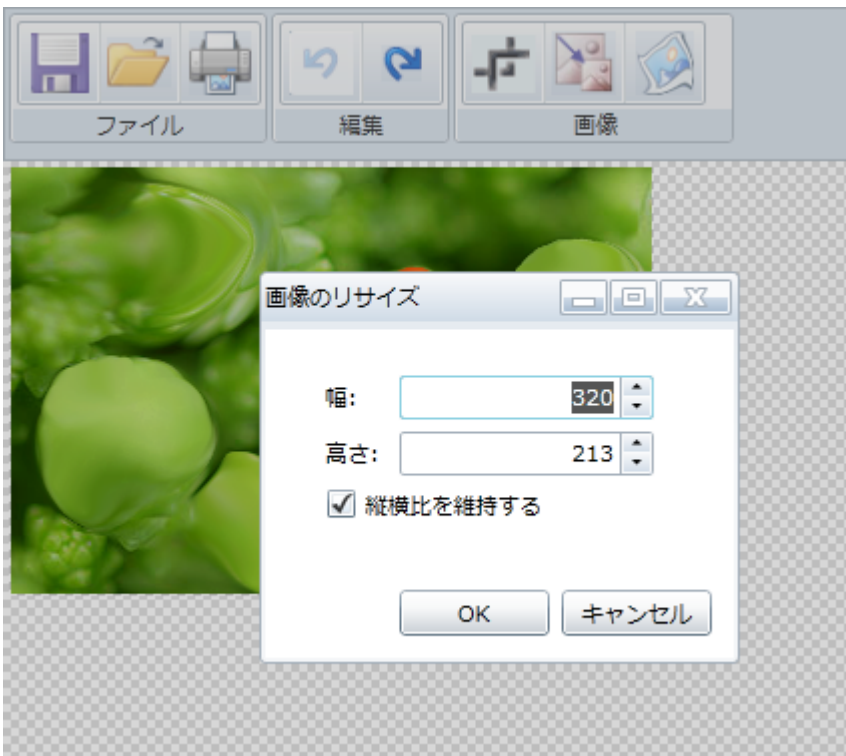 ファイル
編集
画像
画像のリサイズ
幅: 320
高さ: 213
縦横比を維持する
OK キャンセル